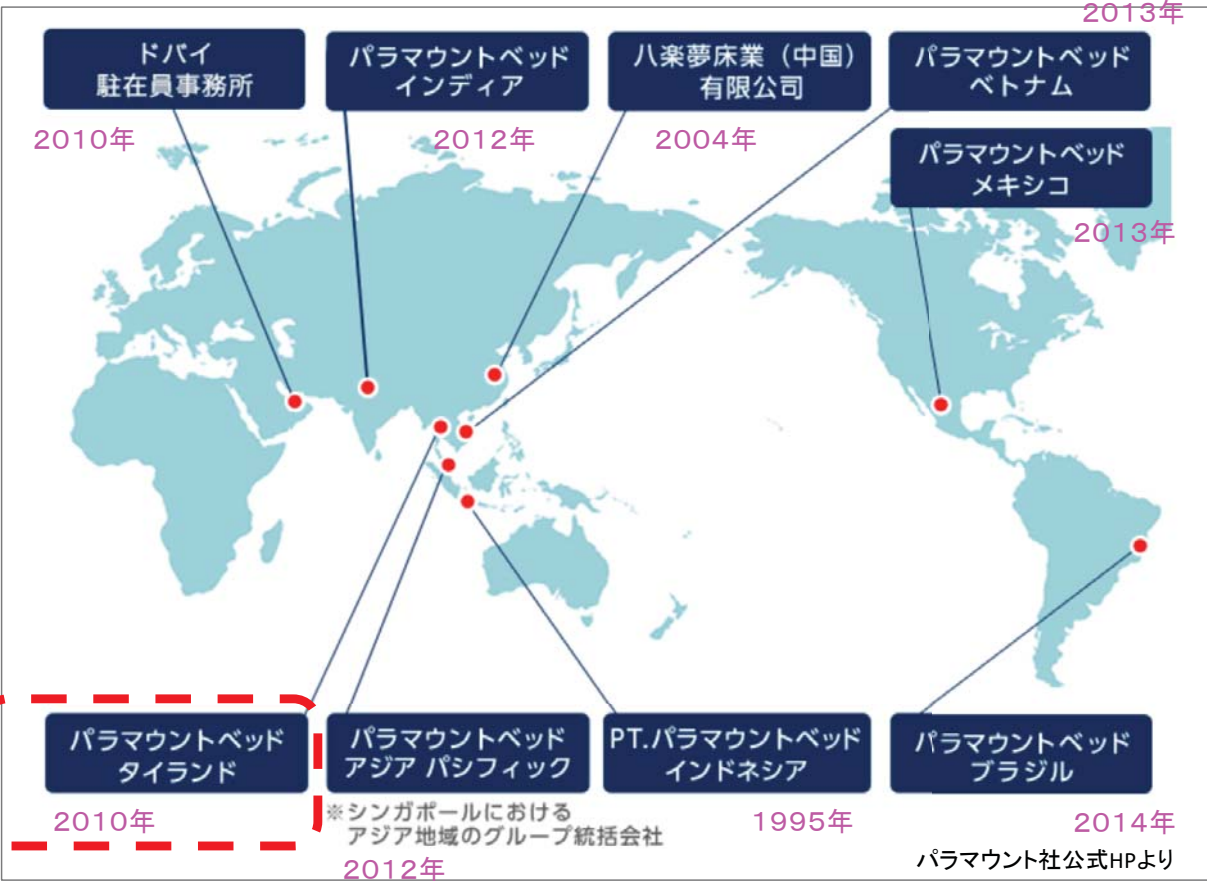 2013年
ドバイ
駐在員事務所
2010年
パラマウントベッド
インディア
2012年
八楽夢床業（中国）
有限公司
2004年
パラマウントベッド
ベトナム
パラマウントベッド
メキシコ
2013年
パラマウントベッド
タイランド
2010年
パラマウントベッド
アジア パシフィック
※シンガポールにおける
アジア地域のグループ統括会社
2012年
PT.パラマウントベッド
インドネシア
1995年
パラマウントベッド
ブラジル
2014年
パラマウント社公式HPより